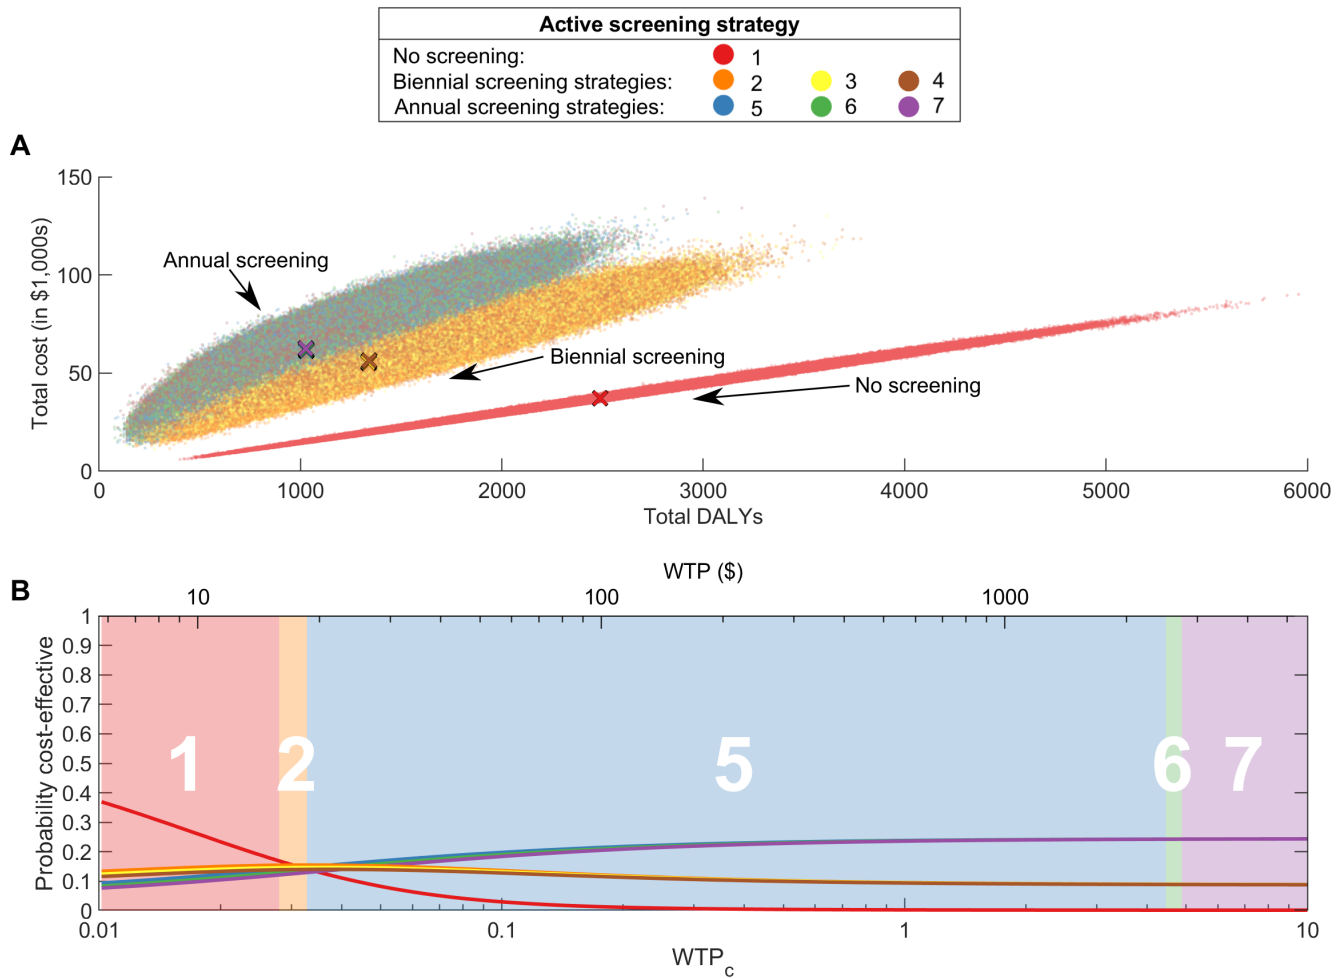 Active screening strategy
No screening: 1
Biennial screening strategies: 2 3 4
Annual screening strategies: 5 6 7
A
150
100
50
0
Total cost (in $1,000s)
Annual screening
Biennial screening
No screening
0 1000 2000 3000 4000 5000 6000
Total DALYs
B
WTP ($)
10 100 1000
1
0.9
0.8
0.7
0.6
0.5
0.4
0.3
0.2
0.1
0
Probability cost-effective
1 2 5 6 7
0.01 0.1 1 10
WTPc